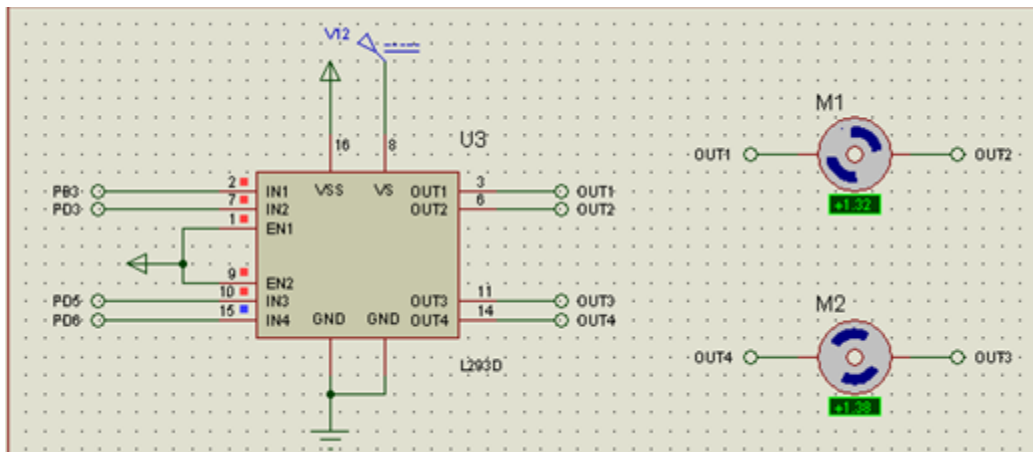 V12
U3
16 8
PB3 2 IN1 VSS VS OUT1 3 OUT1
PD3 7 IN2 OUT2 6 OUT2
1 EN1
9 EN2
PD5 10 IN3 OUT3 11 OUT3
PD6 15 IN4 GND GND OUT4 14 OUT4
L293D
M1
OUT1 OUT2
+1.32
M2
OUT4 OUT3
+1.38